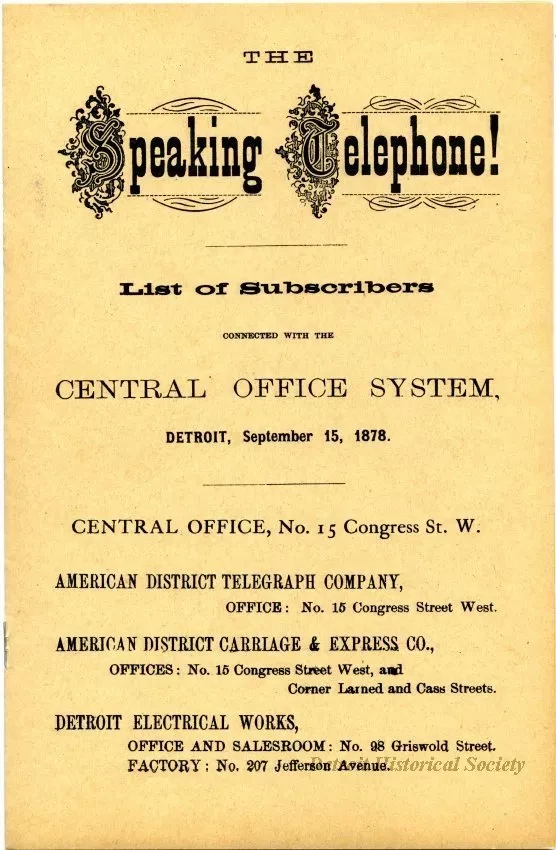 THE
Speaking Telephone!
List of Subscribers
CONNECTED WITH THE
CENTRAL OFFICE SYSTEM,
DETROIT, September 15, 1878.
CENTRAL OFFICE, No. 15 Congress St. W.
AMERICAN DISTRICT TELEGRAPH COMPANY,
OFFICE: No. 15 Congress Street West.
AMERICAN DISTRICT CARRIAGE & EXPRESS CO.,
OFFICES: No. 15 Congress Street West, and
Corner Larned and Cass Streets.
DETROIT ELECTRICAL WORKS,
OFFICE AND SALESROOM: No. 98 Griswold Street.
FACTORY: No. 207 Jefferson Avenue.
Detroit Historical Society